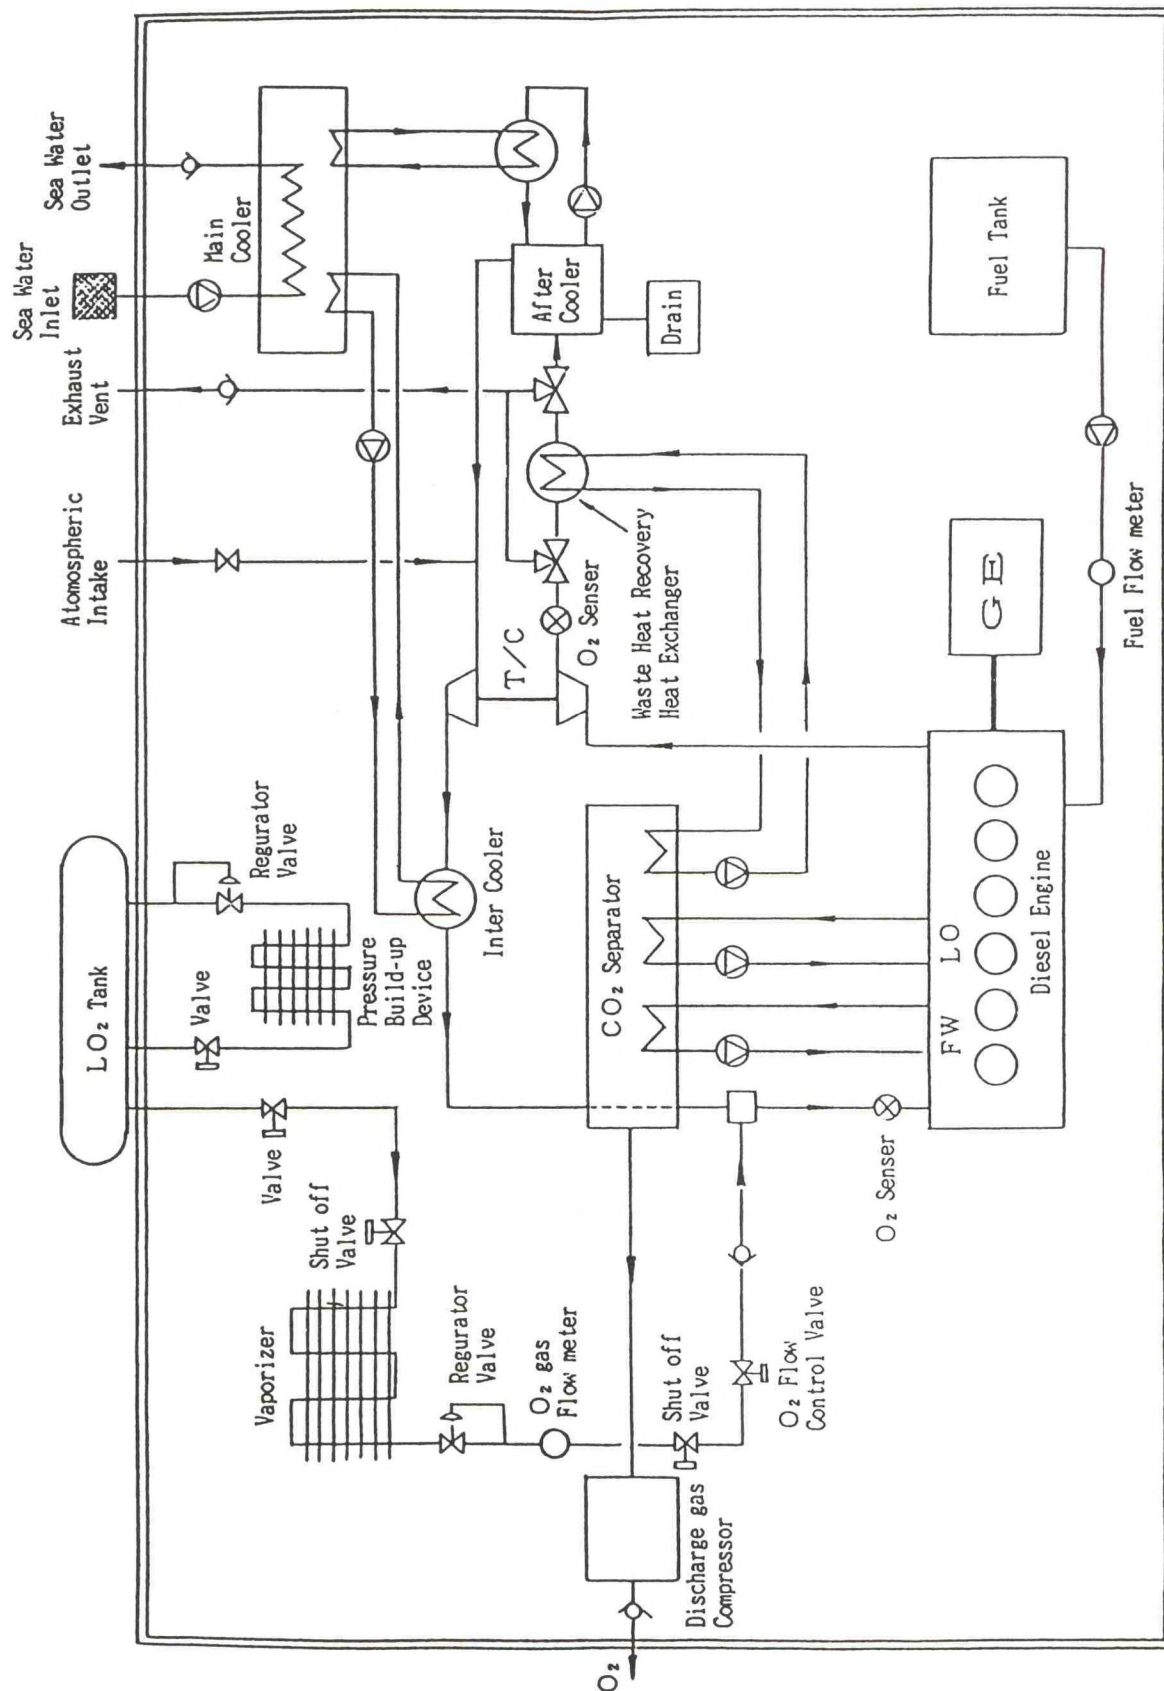 Sea Water
Outlet
Sea Water
Inlet
Exhaust
Vent
Atomospheric
Intake
Main
Cooler
After
Cooler
Drain
Fuel Tank
Fuel Flow meter
GE
T/C
O₂ Senser
Waste Heat Recovery
Heat Exchanger
LO₂ Tank
Regurator
Valve
Valve
Pressure
Build-up
Device
Inter Cooler
CO₂ Separator
FW
LO
Diesel Engine
O₂ Senser
Valve
Shut off
Valve
Vaporizer
Regurator
Valve
O₂ gas
Flow meter
Shut off
Valve
O₂ Flow
Control Valve
Discharge gas
Compressor
O₂